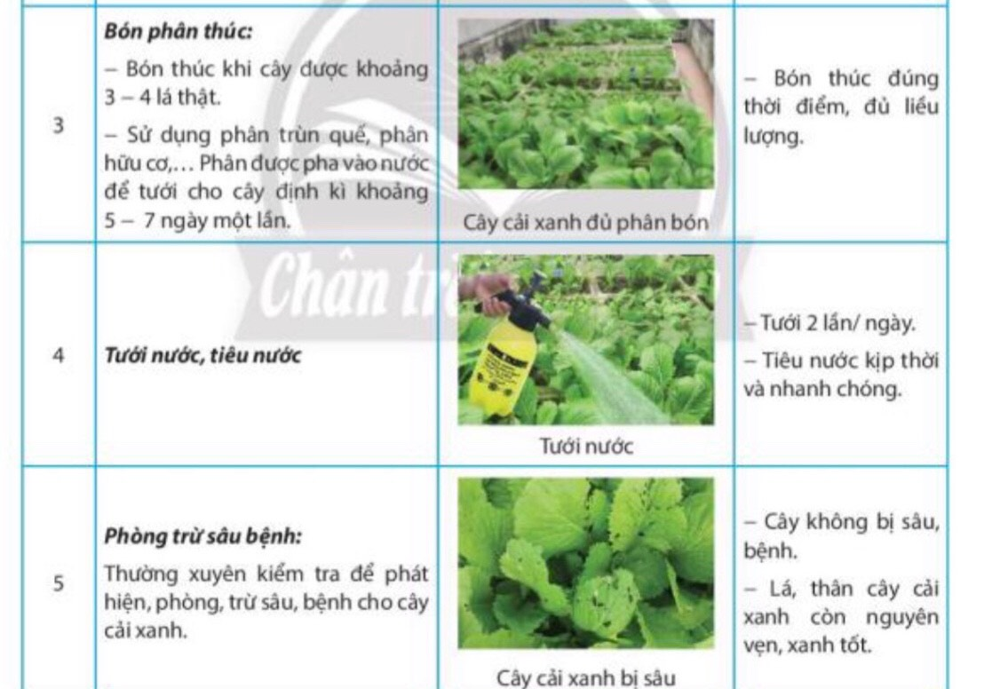 3
Bón phân thúc:
– Bón thúc khi cây được khoảng
3 – 4 lá thật.
– Sử dụng phân trùn quế, phân
hữu cơ,… Phân được pha vào nước
để tưới cho cây định kì khoảng
5 – 7 ngày một lần.
Cây cải xanh đủ phân bón
– Bón thúc đúng
thời điểm, đủ liều
lượng.
Chân tr
4
Tưới nước, tiêu nước
Tưới nước
– Tưới 2 lần/ ngày.
– Tiêu nước kịp thời
và nhanh chóng.
5
Phòng trừ sâu bệnh:
Thường xuyên kiểm tra để phát
hiện, phòng, trừ sâu, bệnh cho cây
cải xanh.
Cây cải xanh bị sâu
– Cây không bị sâu,
bệnh.
– Lá, thân cây cải
xanh còn nguyên
vẹn, xanh tốt.